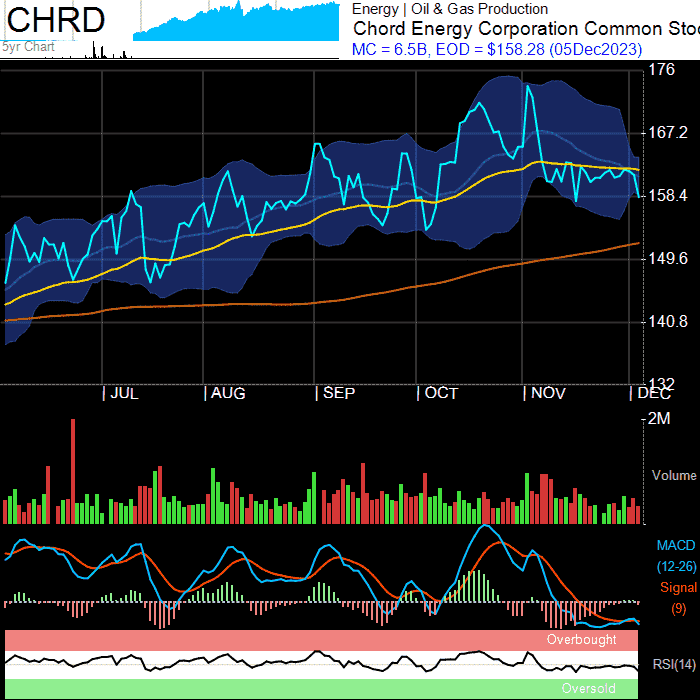 CHRD
5yr Chart
Energy | Oil & Gas Production
Chord Energy Corporation Common Stoc
MC = 6.5B, EOD = $158.28 (05Dec2023)
176
167.2
158.4
149.6
140.8
132
| JUL | AUG | SEP | OCT | NOV | DEC
2M
Volume
MACD
(12-26)
Signal
(9)
Overbought
RSI(14)
Oversold